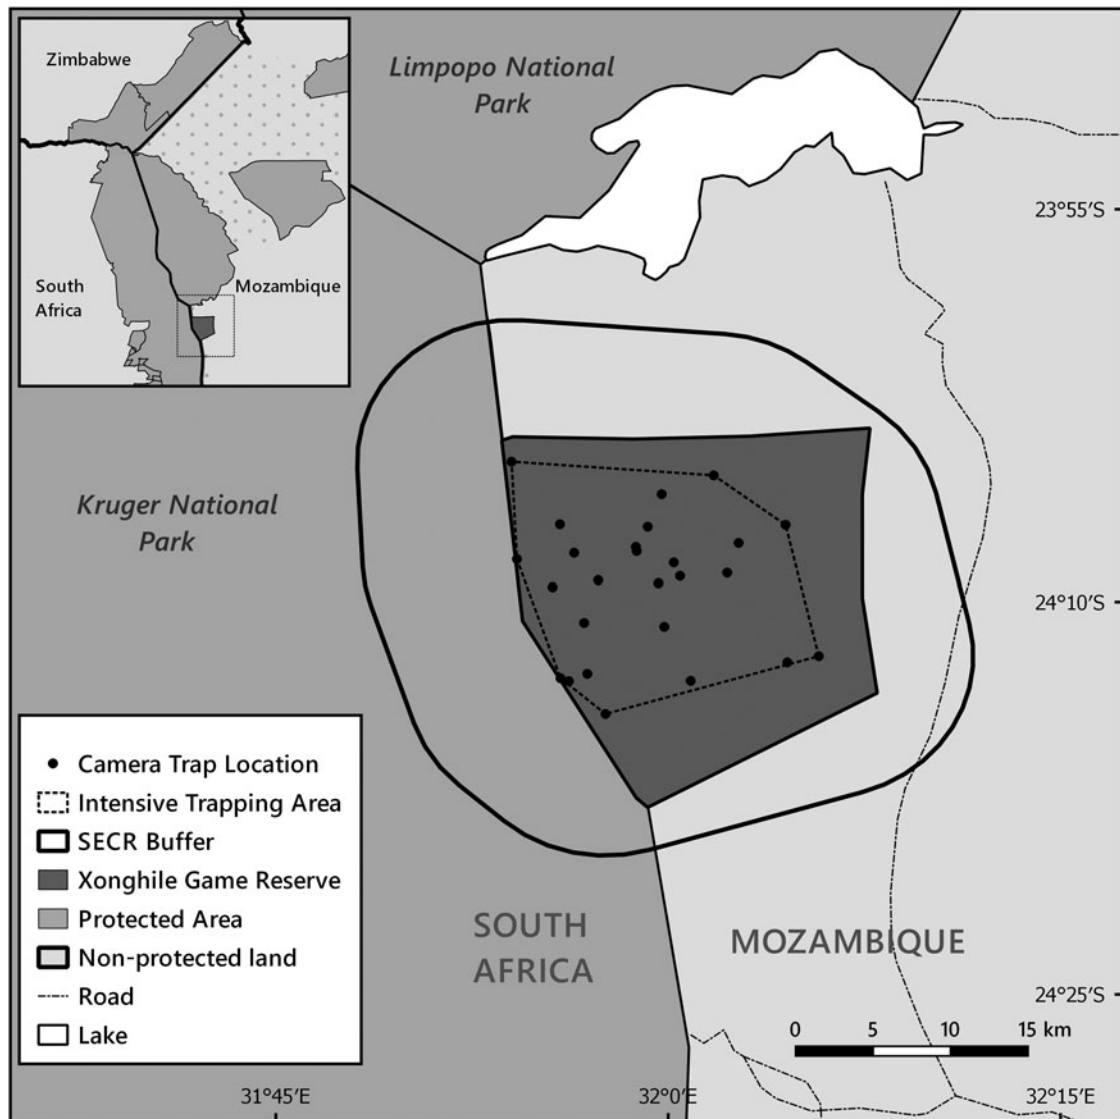 Zimbabwe
South
Africa
Mozambique
Limpopo National
Park
23°55′S
Kruger National
Park
24°10′S
Camera Trap Location
Intensive Trapping Area
SECR Buffer
Xonghile Game Reserve
Protected Area
Non-protected land
Road
Lake
SOUTH
AFRICA
MOZAMBIQUE
24°25′S
0 5 10 15 km
31°45′E
32°0′E
32°15′E